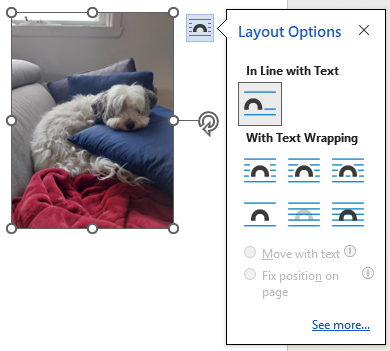 Layout Options
In Line with Text
With Text Wrapping
Move with text
Fix position on
page
See more...